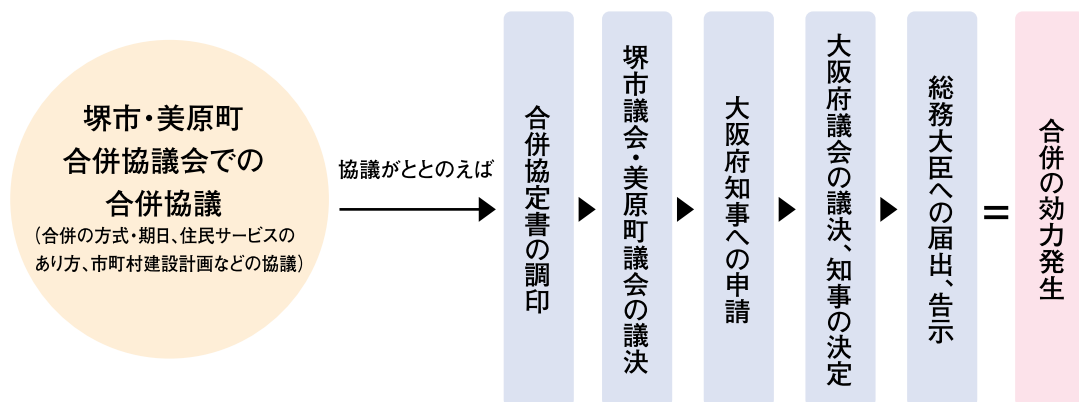 堺市・美原町
合併協議会での
合併協議
（合併の方式・期日、住民サービスの
あり方、市町村建設計画などの協議）
協議がととのえば
合併協定書の調印
堺市議会・美原町議会の議決
大阪府知事への申請
大阪府議会の議決、知事の決定
総務大臣への届出、告示
=
合併の効力発生